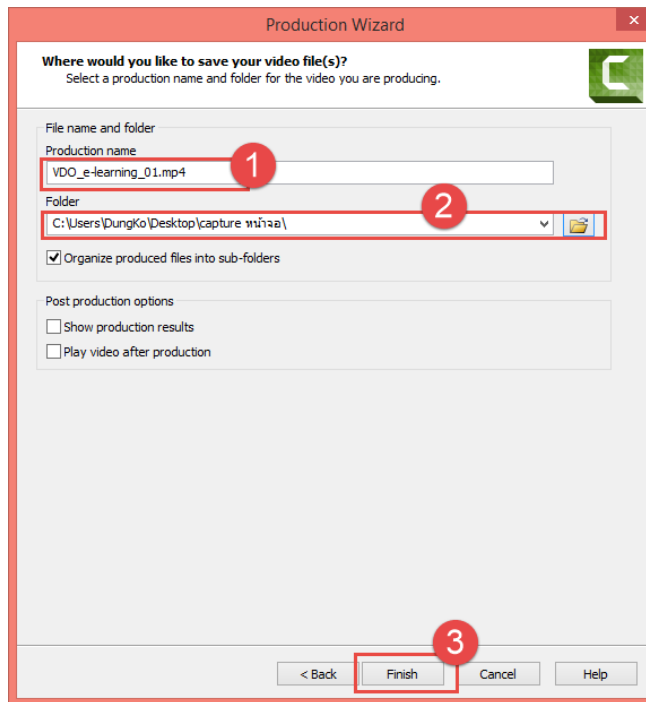 Production Wizard
x
Where would you like to save your video file(s)?
Select a production name and folder for the video you are producing.
File name and folder
Production name
VDO_e-learning_01.mp4
1
Folder
2
C:\Users\DungKo\Desktop\capture หน้าจอ\
Organize produced files into sub-folders
Post production options
Show production results
Play video after production
3
< Back Finish Cancel Help